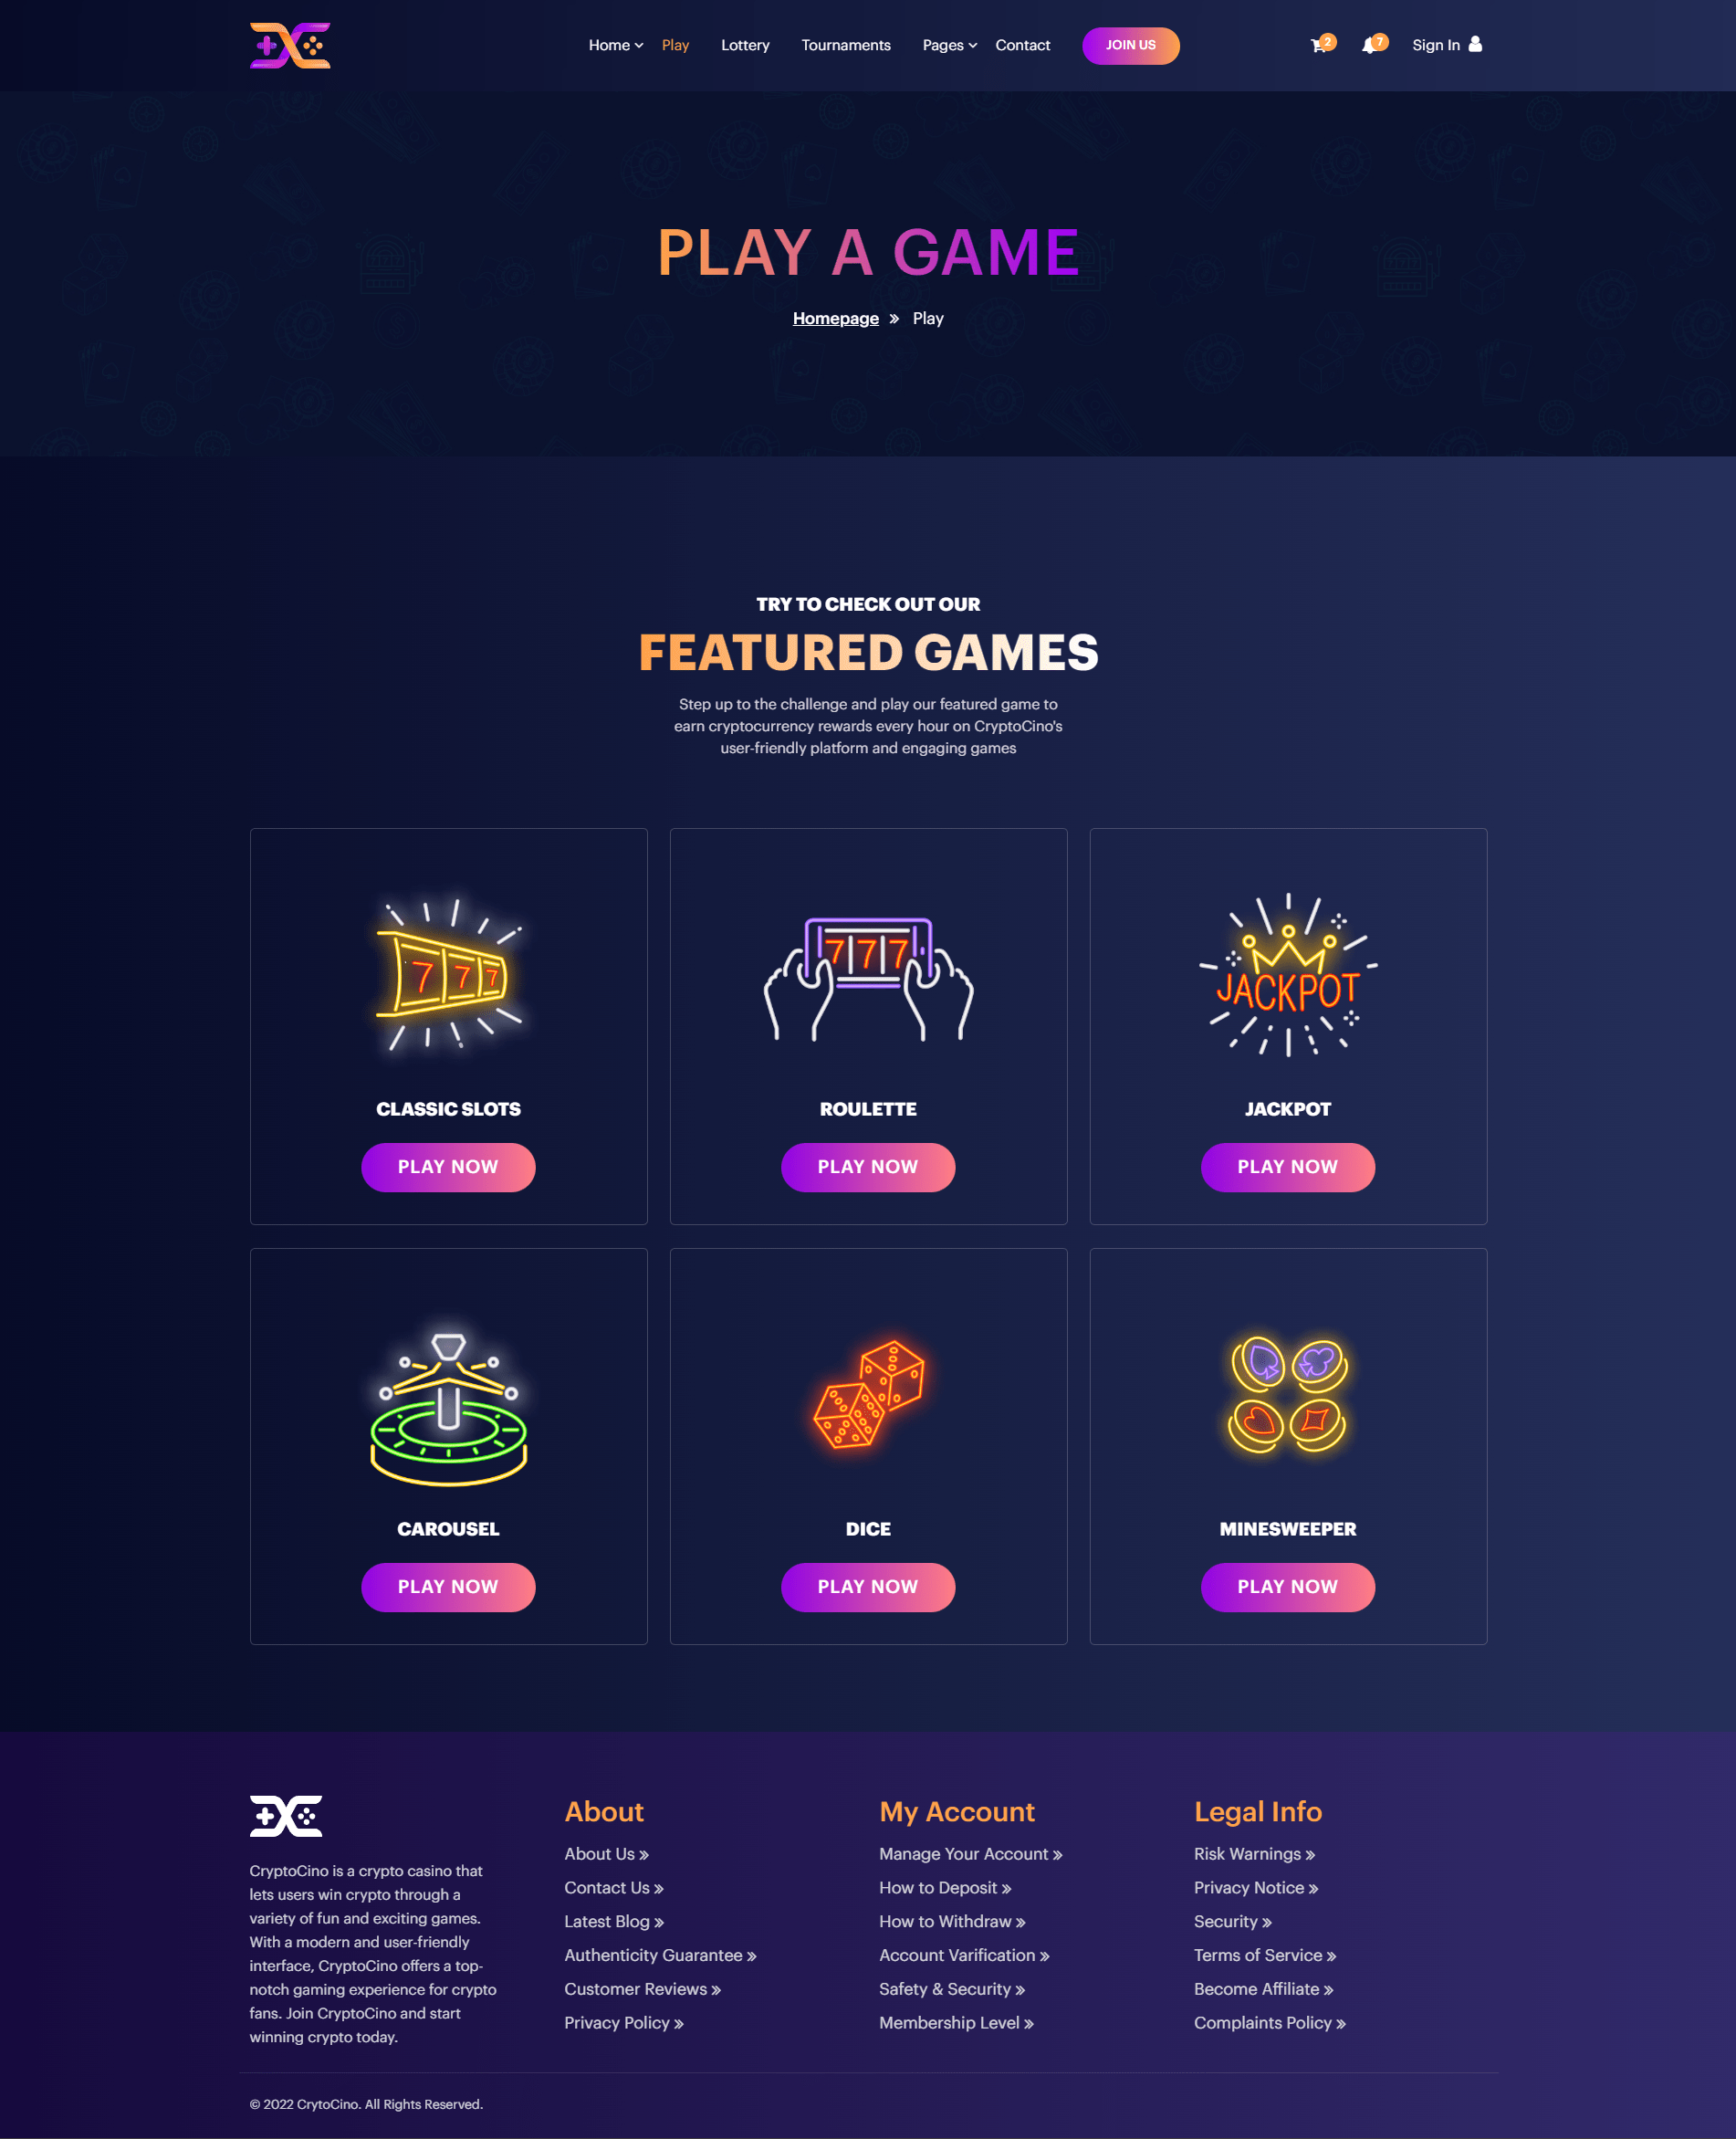 Home Play Lottery Tournaments Pages Contact JOIN US 2 7 Sign In
PLAY A GAME
Homepage » Play
TRY TO CHECK OUT OUR
FEATURED GAMES
Step up to the challenge and play our featured game to
earn cryptocurrency rewards every hour on CryptoCino's
user-friendly platform and engaging games
7 7 7
CLASSIC SLOTS
PLAY NOW
777
ROULETTE
PLAY NOW
JACKPOT
JACKPOT
PLAY NOW
CAROUSEL
PLAY NOW
DICE
PLAY NOW
MINESWEEPER
PLAY NOW
CryptoCino is a crypto casino that
lets users win crypto through a
variety of fun and exciting games.
With a modern and user-friendly
interface, CryptoCino offers a top-
notch gaming experience for crypto
fans. Join CryptoCino and start
winning crypto today.
About
About Us »
Contact Us »
Latest Blog »
Authenticity Guarantee »
Customer Reviews »
Privacy Policy »
My Account
Manage Your Account »
How to Deposit »
How to Withdraw »
Account Varification »
Safety & Security »
Membership Level »
Legal Info
Risk Warnings »
Privacy Notice »
Security »
Terms of Service »
Become Affiliate »
Complaints Policy »
© 2022 CrytoCino. All Rights Reserved.